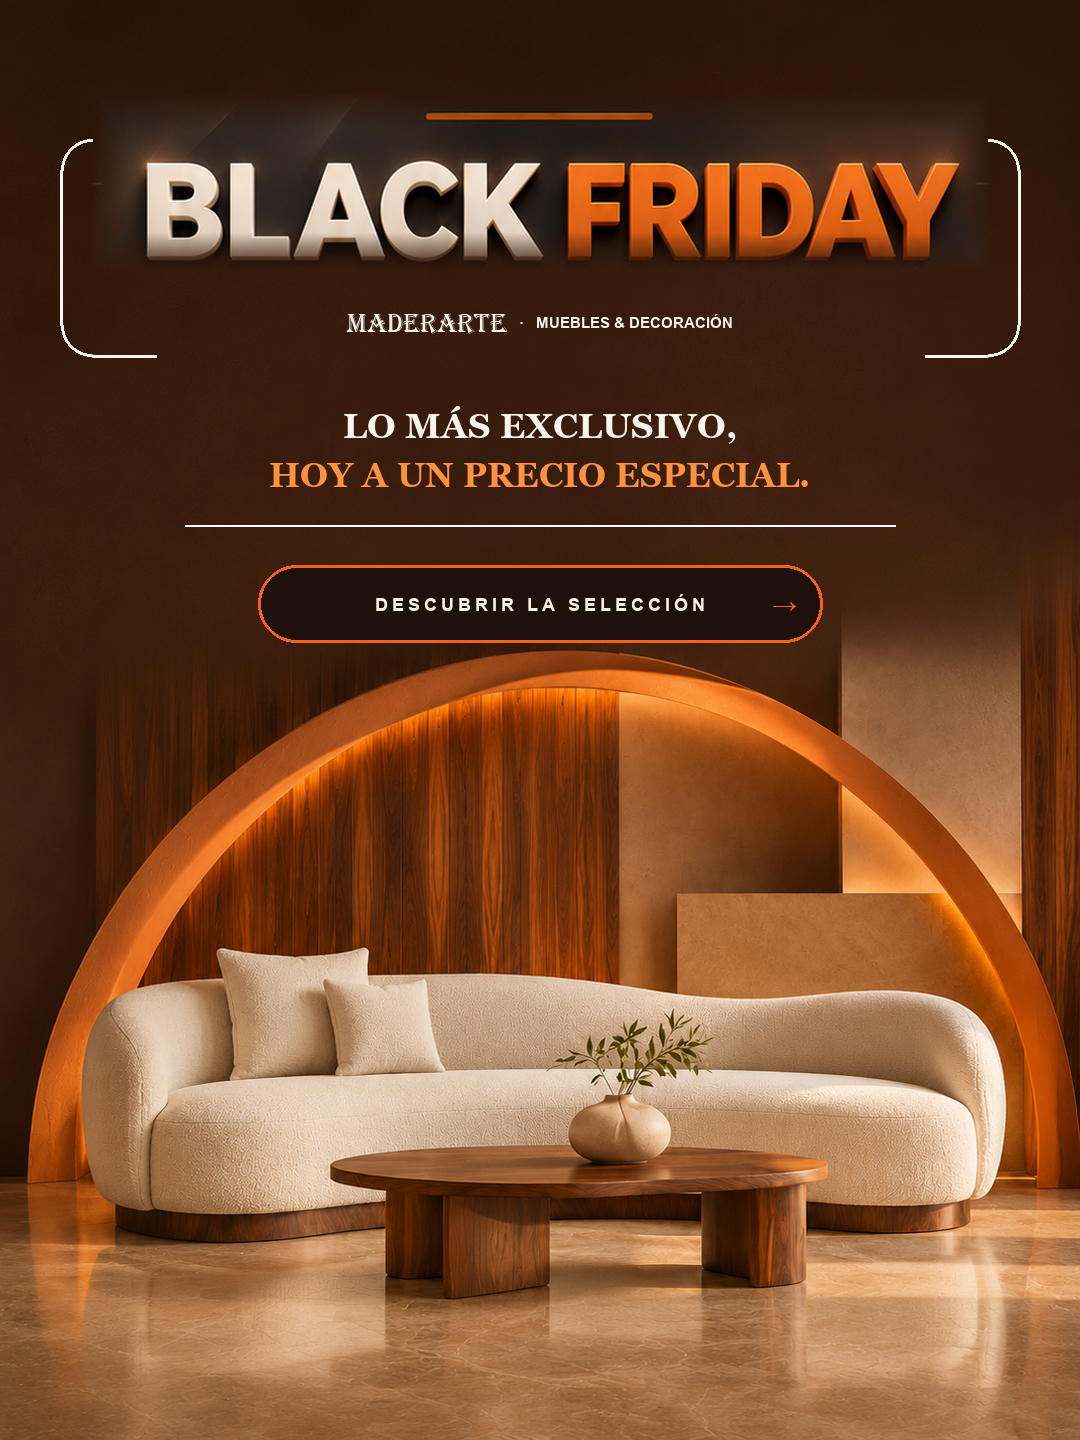 BLACK FRIDAY
MADERARTE · MUEBLES & DECORACIÓN
LO MÁS EXCLUSIVO,
HOY A UN PRECIO ESPECIAL.
DESCUBRIR LA SELECCIÓN →